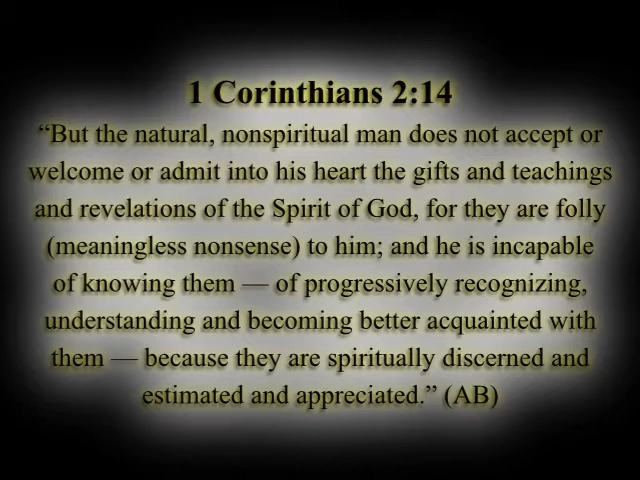 1 Corinthians 2:14
“But the natural, nonspiritual man does not accept or
welcome or admit into his heart the gifts and teachings
and revelations of the Spirit of God, for they are folly
(meaningless nonsense) to him; and he is incapable
of knowing them — of progressively recognizing,
understanding and becoming better acquainted with
them — because they are spiritually discerned and
estimated and appreciated.” (AB)